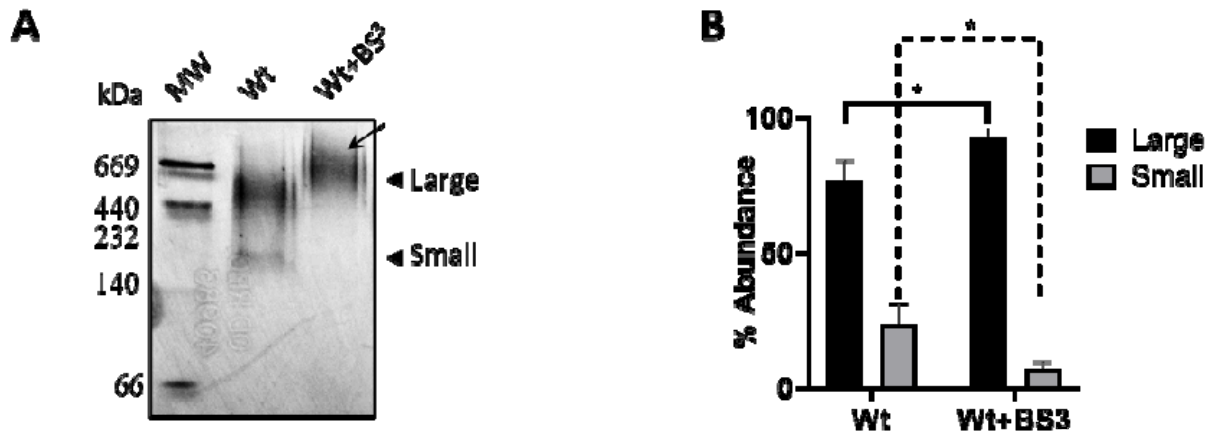 A
kDa MW Wt Wt+BS3
669
440
232
140
66
Large
Small
B
% Abundance
100
50
0
*
*
Wt Wt+BS3
Large
Small